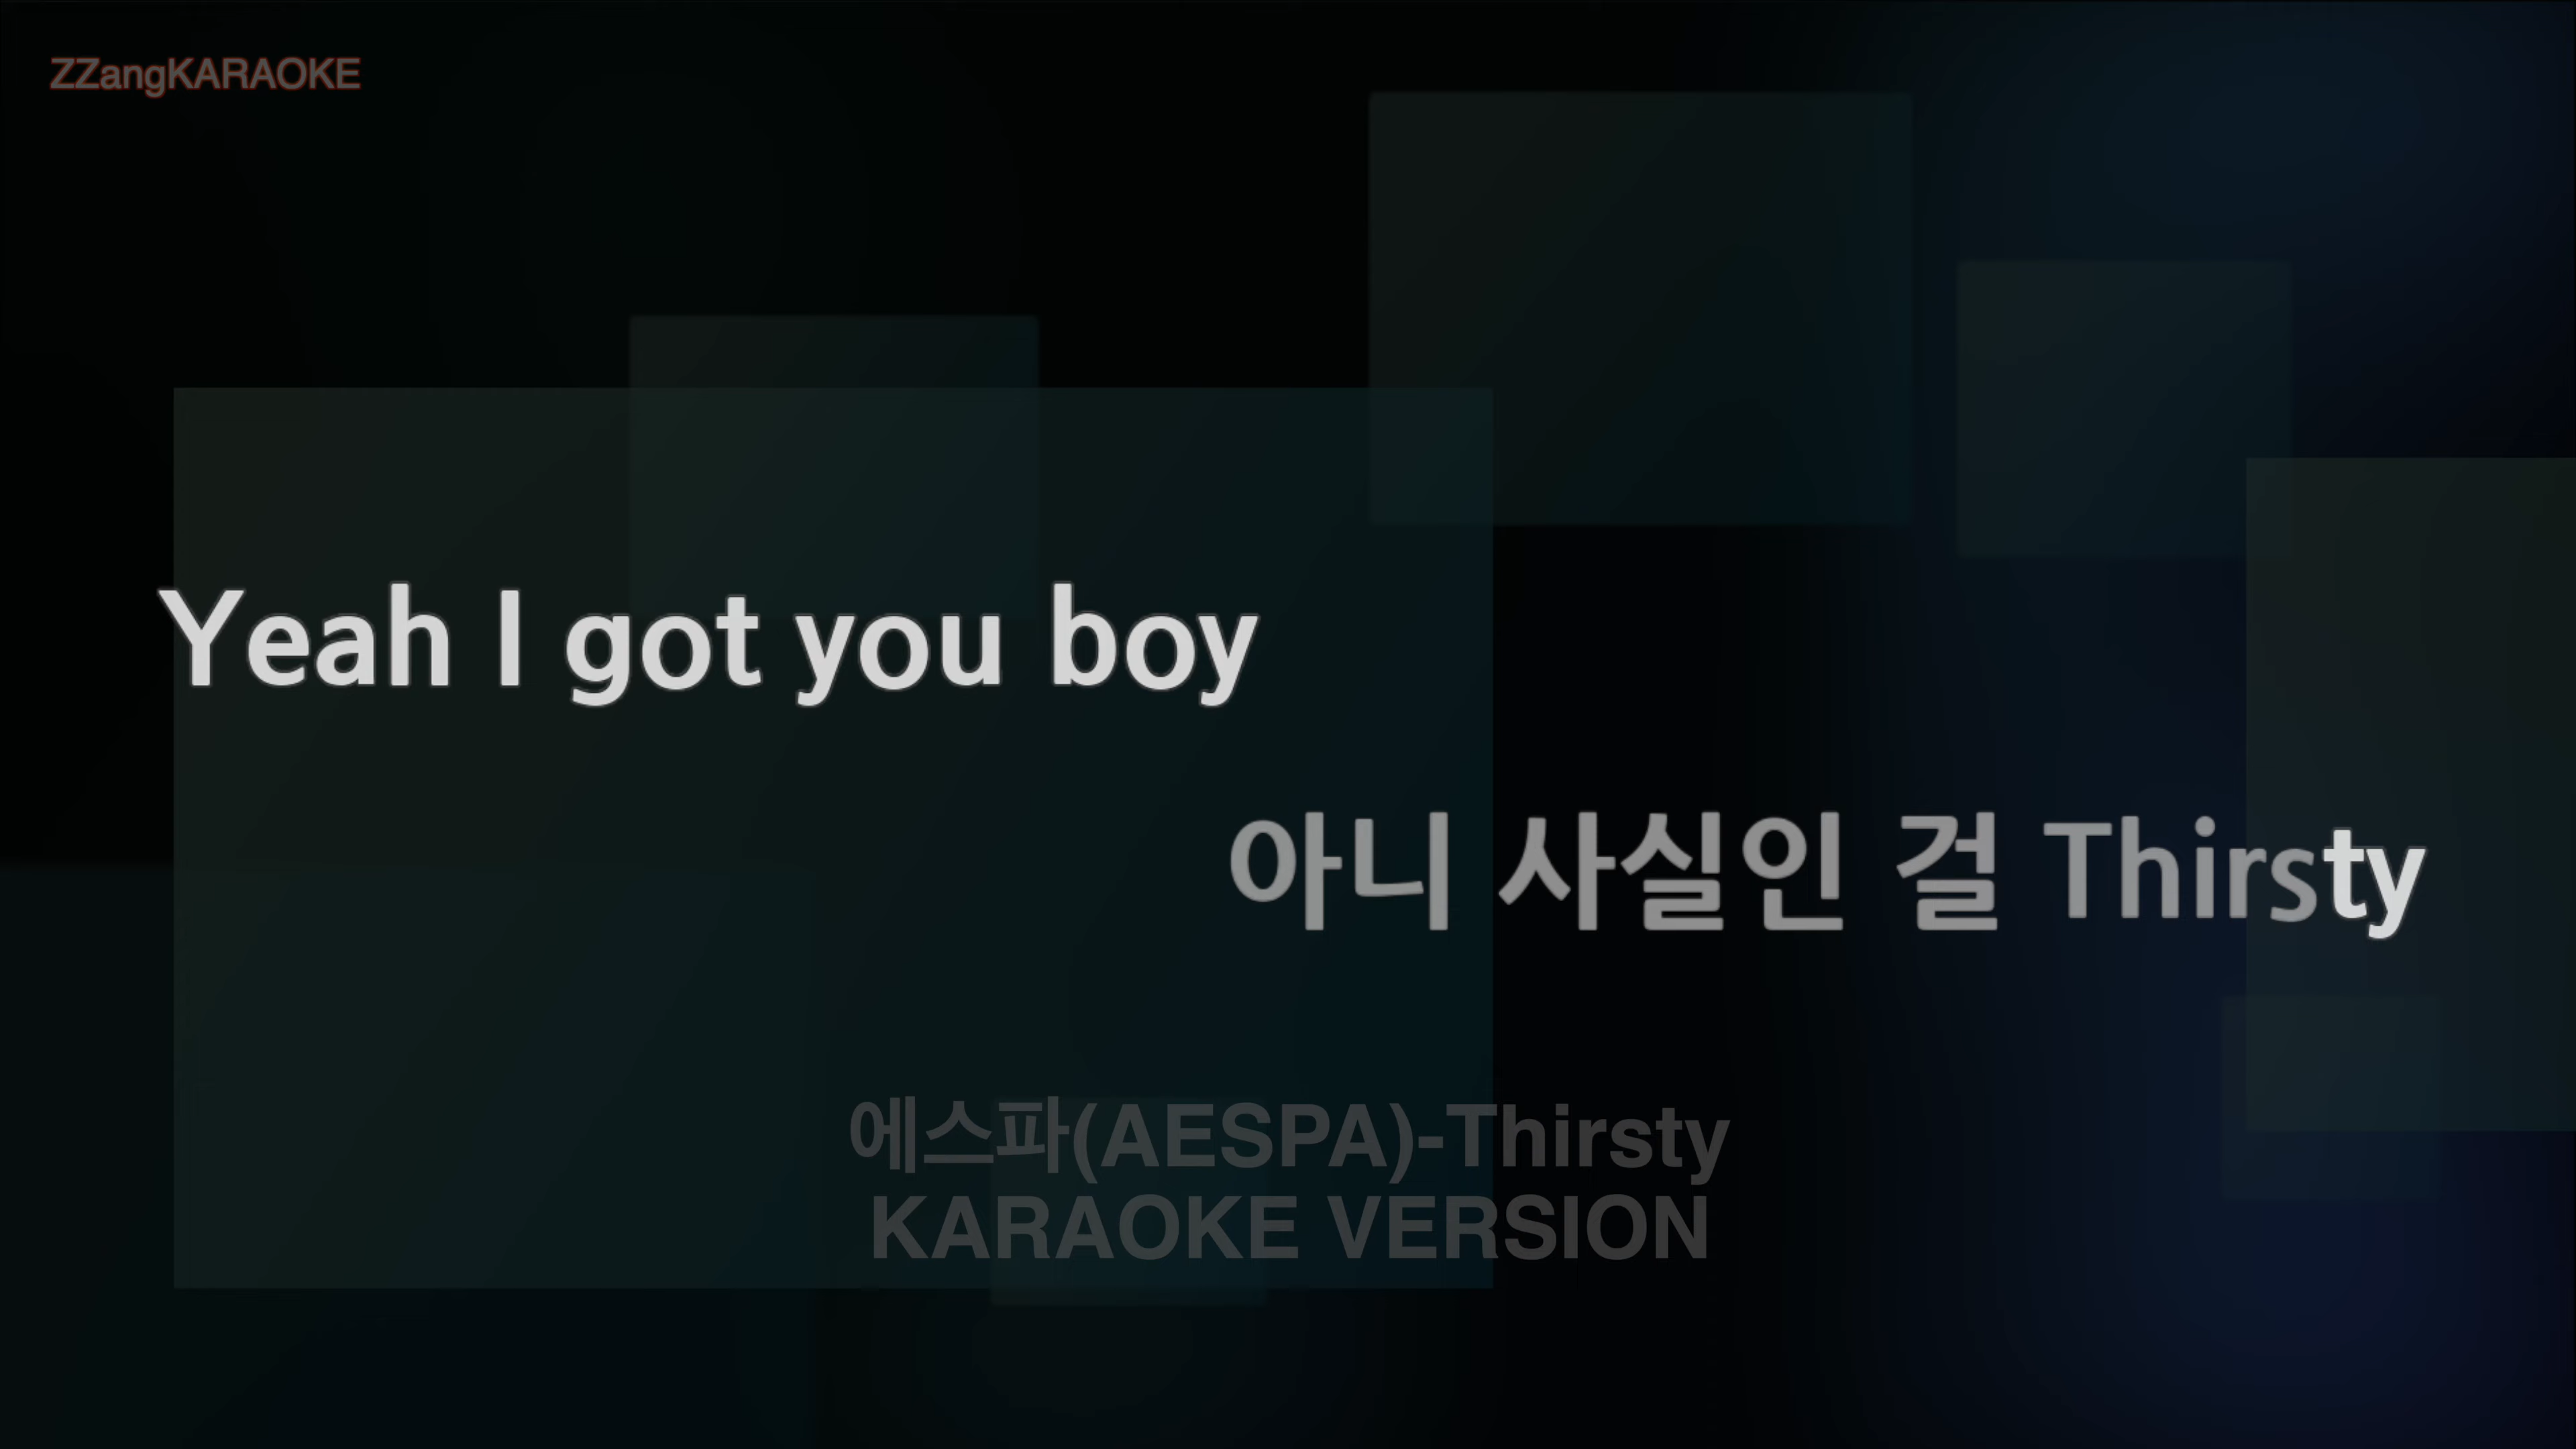 ZZangKARAOKE
Yeah I got you boy
아니 사실인 걸 Thirsty
에스파(AESPA)-Thirsty
KARAOKE VERSION